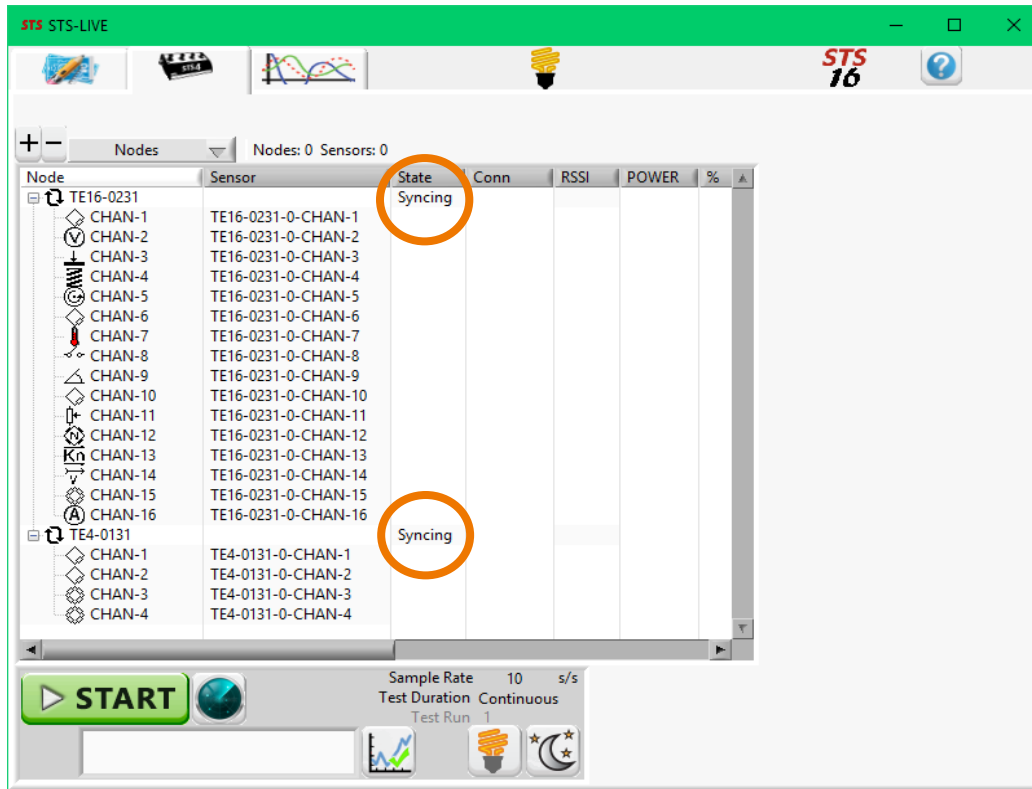 STS STS-LIVE
STS4
STS
16
?
+ − Nodes Nodes: 0 Sensors: 0
Node Sensor State Conn RSSI POWER %
TE16-0231 Syncing
CHAN-1 TE16-0231-0-CHAN-1
V CHAN-2 TE16-0231-0-CHAN-2
CHAN-3 TE16-0231-0-CHAN-3
CHAN-4 TE16-0231-0-CHAN-4
CHAN-5 TE16-0231-0-CHAN-5
CHAN-6 TE16-0231-0-CHAN-6
CHAN-7 TE16-0231-0-CHAN-7
CHAN-8 TE16-0231-0-CHAN-8
CHAN-9 TE16-0231-0-CHAN-9
CHAN-10 TE16-0231-0-CHAN-10
CHAN-11 TE16-0231-0-CHAN-11
N CHAN-12 TE16-0231-0-CHAN-12
Kn CHAN-13 TE16-0231-0-CHAN-13
V CHAN-14 TE16-0231-0-CHAN-14
CHAN-15 TE16-0231-0-CHAN-15
A CHAN-16 TE16-0231-0-CHAN-16
TE4-0131 Syncing
CHAN-1 TE4-0131-0-CHAN-1
CHAN-2 TE4-0131-0-CHAN-2
CHAN-3 TE4-0131-0-CHAN-3
CHAN-4 TE4-0131-0-CHAN-4
START
Sample Rate 10 s/s
Test Duration Continuous
Test Run 1